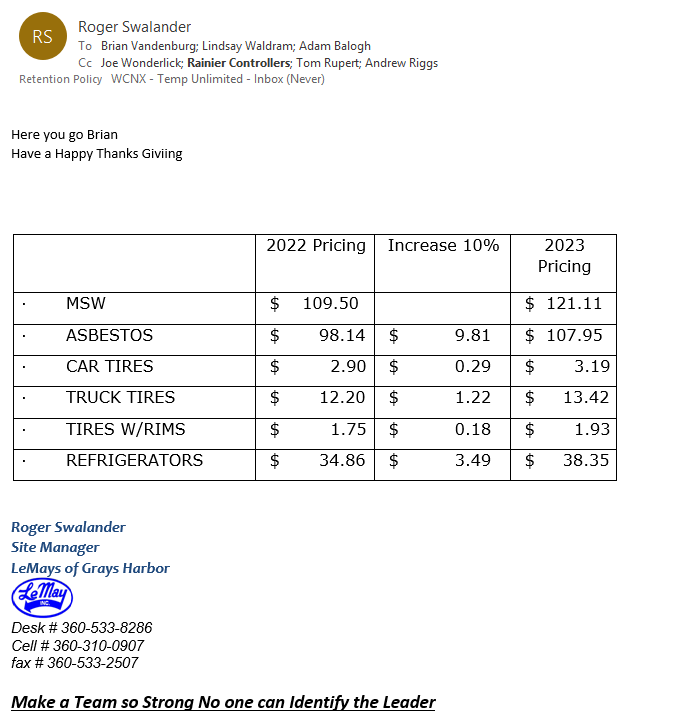 RS
Roger Swalander
To Brian Vandenburg; Lindsay Waldram; Adam Balogh
Cc Joe Wonderlick; Rainier Controllers; Tom Rupert; Andrew Riggs
Retention Policy WCNX - Temp Unlimited - Inbox (Never)
Here you go Brian
Have a Happy Thanks Giviing
2022 Pricing Increase 10% 2023
Pricing
· MSW $ 109.50 $ 121.11
· ASBESTOS $ 98.14 $ 9.81 $ 107.95
· CAR TIRES $ 2.90 $ 0.29 $ 3.19
· TRUCK TIRES $ 12.20 $ 1.22 $ 13.42
· TIRES W/RIMS $ 1.75 $ 0.18 $ 1.93
· REFRIGERATORS $ 34.86 $ 3.49 $ 38.35
Roger Swalander
Site Manager
LeMays of Grays Harbor
LeMay
INC.
Desk # 360-533-8286
Cell # 360-310-0907
fax # 360-533-2507
Make a Team so Strong No one can Identify the Leader